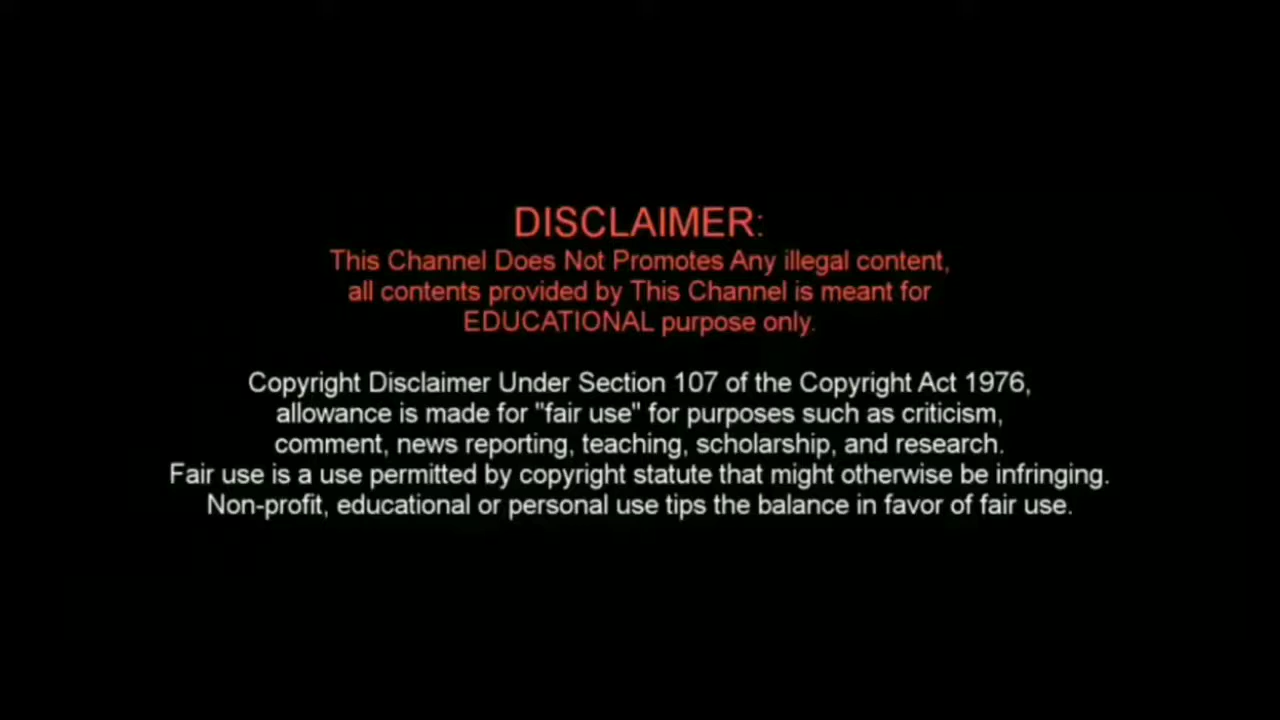 DISCLAIMER:
This Channel Does Not Promotes Any illegal content,
all contents provided by This Channel is meant for
EDUCATIONAL purpose only.
Copyright Disclaimer Under Section 107 of the Copyright Act 1976,
allowance is made for "fair use" for purposes such as criticism,
comment, news reporting, teaching, scholarship, and research.
Fair use is a use permitted by copyright statute that might otherwise be infringing.
Non-profit, educational or personal use tips the balance in favor of fair use.